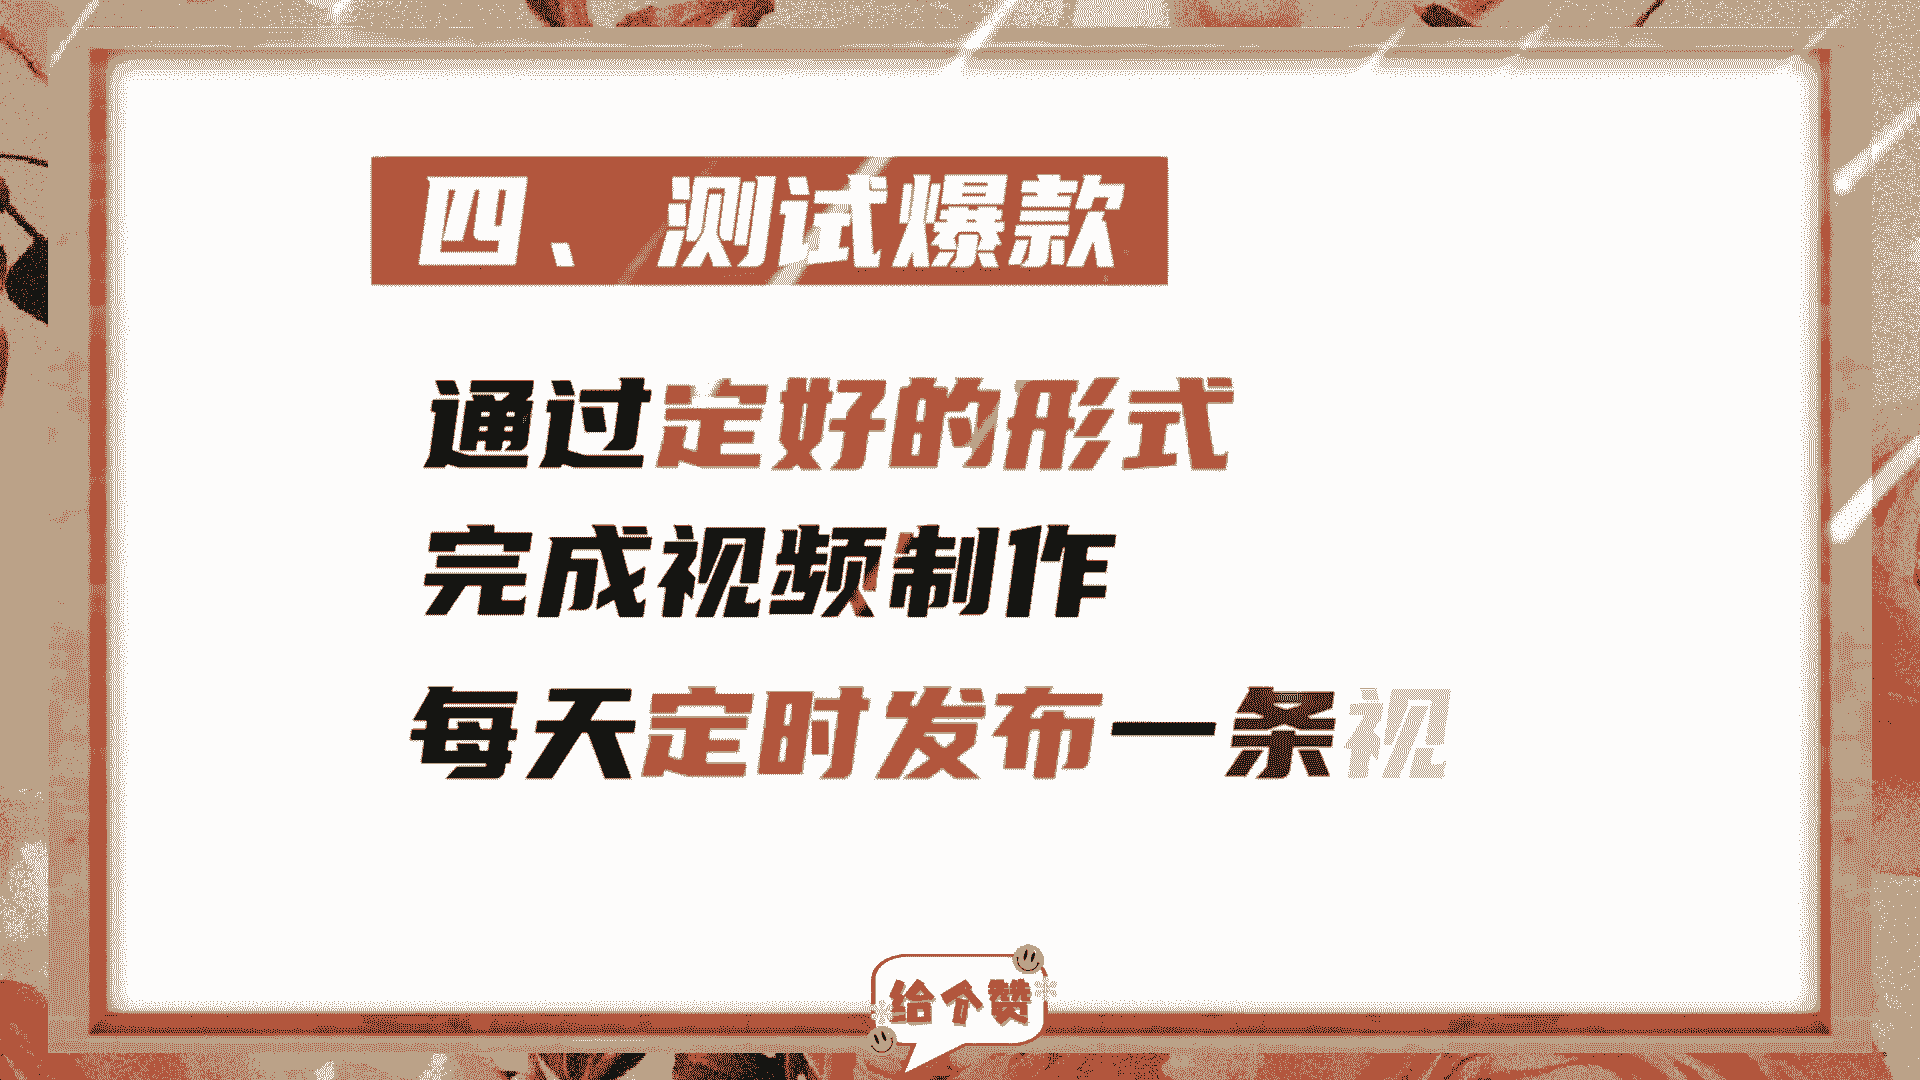 四、测试爆款
通过定好的形式
完成视频制作
每天定时发布一条视
给个赞